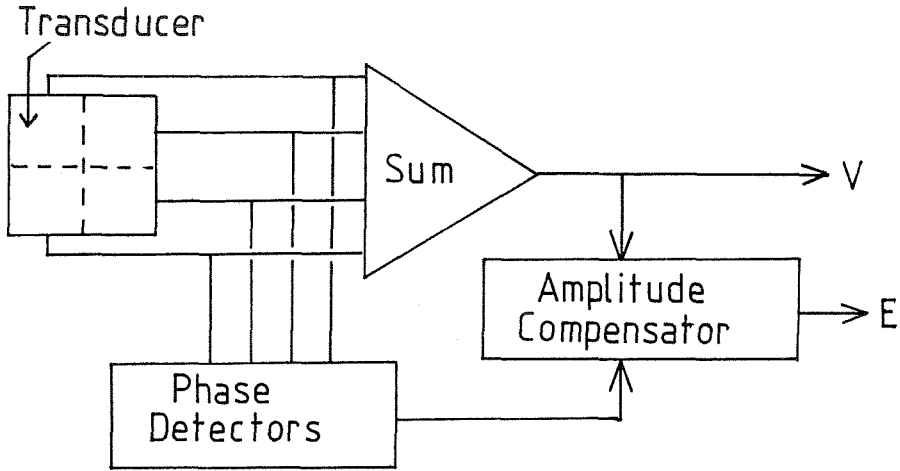 Transducer
Sum
V
Amplitude
Compensator
E
Phase
Detectors